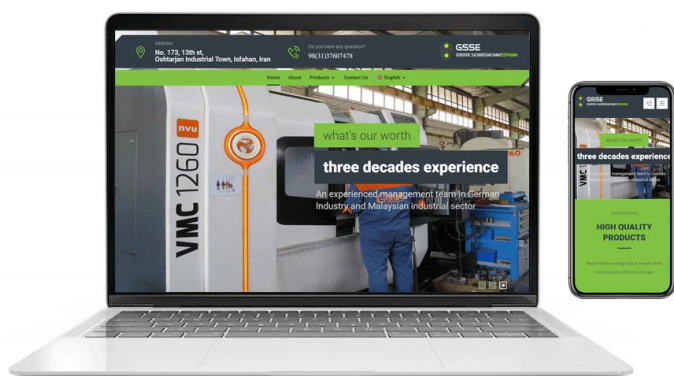 address
No. 173, 13th st,
Oshtarjan Industrial Town, Isfahan, Iran
Do you have any question?
98(31)37607478
GSSE
Home About Products Contact Us English
nvu
VMC 1260
what's our worth
three decades experience
An experienced management team in German
Industry and Malaysian industrial sector
GSSE
what's our worth
three decades experience
VMC
HIGH QUALITY
PRODUCTS